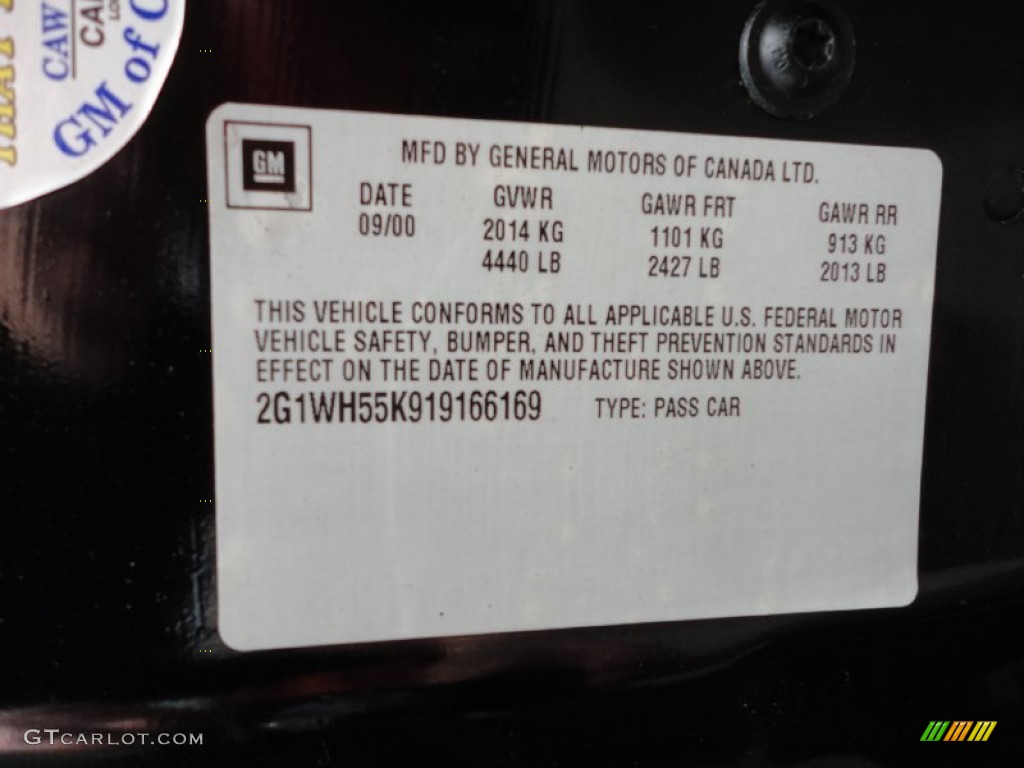 CAW
GM of C
GM
MFD BY GENERAL MOTORS OF CANADA LTD.
DATE GVWR GAWR FRT GAWR RR
09/00 2014 KG 1101 KG 913 KG
4440 LB 2427 LB 2013 LB
THIS VEHICLE CONFORMS TO ALL APPLICABLE U.S. FEDERAL MOTOR
VEHICLE SAFETY, BUMPER, AND THEFT PREVENTION STANDARDS IN
EFFECT ON THE DATE OF MANUFACTURE SHOWN ABOVE.
2G1WH55K919166169 TYPE: PASS CAR
GTCARLOT.COM